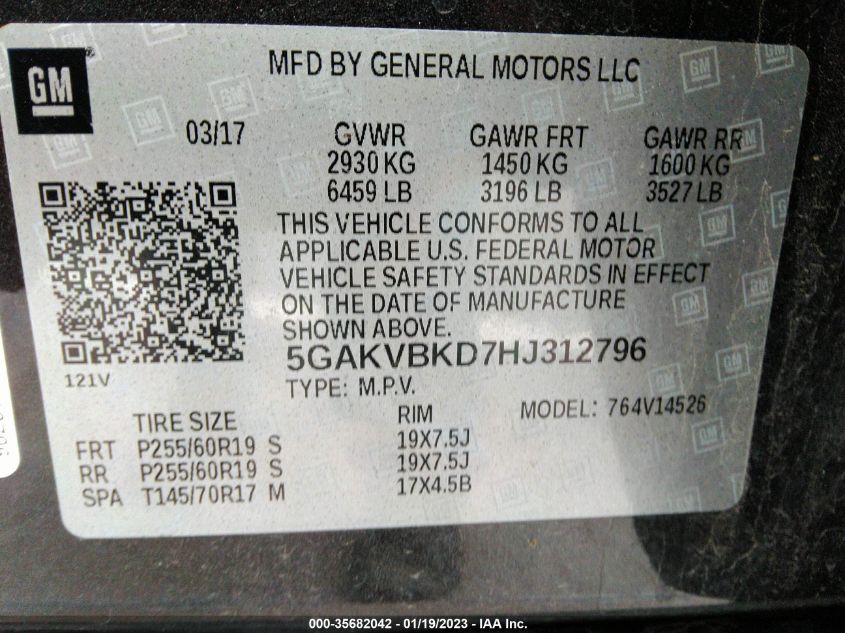 GM
MFD BY GENERAL MOTORS LLC
03/17 GVWR GAWR FRT GAWR RR
2930 KG 1450 KG 1600 KG
6459 LB 3196 LB 3527 LB
THIS VEHICLE CONFORMS TO ALL
APPLICABLE U.S. FEDERAL MOTOR
VEHICLE SAFETY STANDARDS IN EFFECT
ON THE DATE OF MANUFACTURE
SHOWN ABOVE.
5GAKVBKD7HJ312796
121V
TYPE: M.P.V.
TIRE SIZE RIM MODEL: 764V14526
FRT P255/60R19 S 19X7.5J
RR P255/60R19 S 19X7.5J
SPA T145/70R17 M 17X4.5B
000-35682042 - 01/19/2023 - IAA Inc.